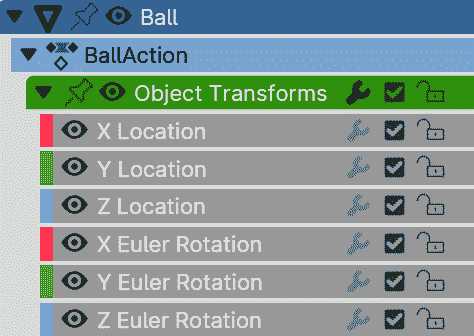 Ball
BallAction
Object Transforms
X Location
Y Location
Z Location
X Euler Rotation
Y Euler Rotation
Z Euler Rotation